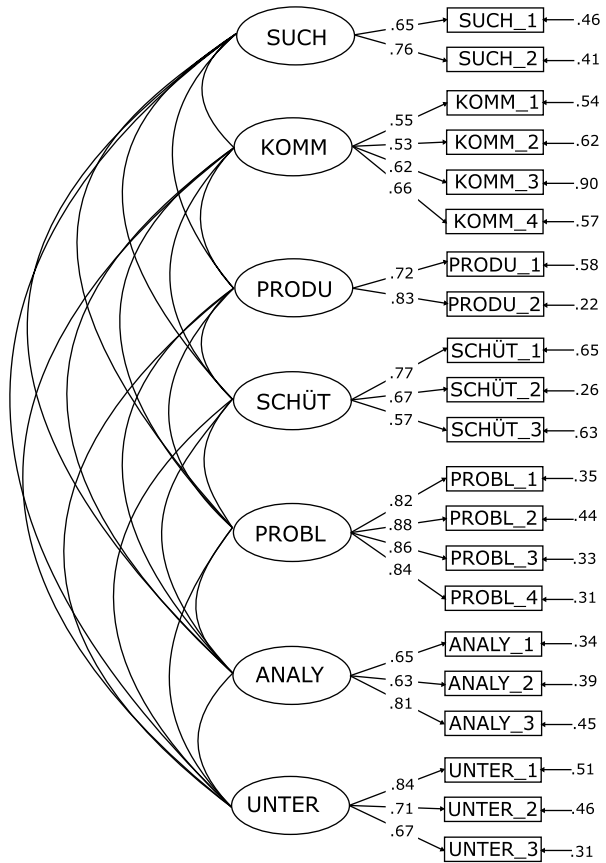 SUCH .65 SUCH_1 .46
.76 SUCH_2 .41
KOMM .55 KOMM_1 .54
.53 KOMM_2 .62
.62 KOMM_3 .90
.66 KOMM_4 .57
PRODU .72 PRODU_1 .58
.83 PRODU_2 .22
SCHÜT .77 SCHÜT_1 .65
.67 SCHÜT_2 .26
.57 SCHÜT_3 .63
PROBL .82 PROBL_1 .35
.88 PROBL_2 .44
.86 PROBL_3 .33
.84 PROBL_4 .31
ANALY .65 ANALY_1 .34
.63 ANALY_2 .39
.81 ANALY_3 .45
UNTER .84 UNTER_1 .51
.71 UNTER_2 .46
.67 UNTER_3 .31